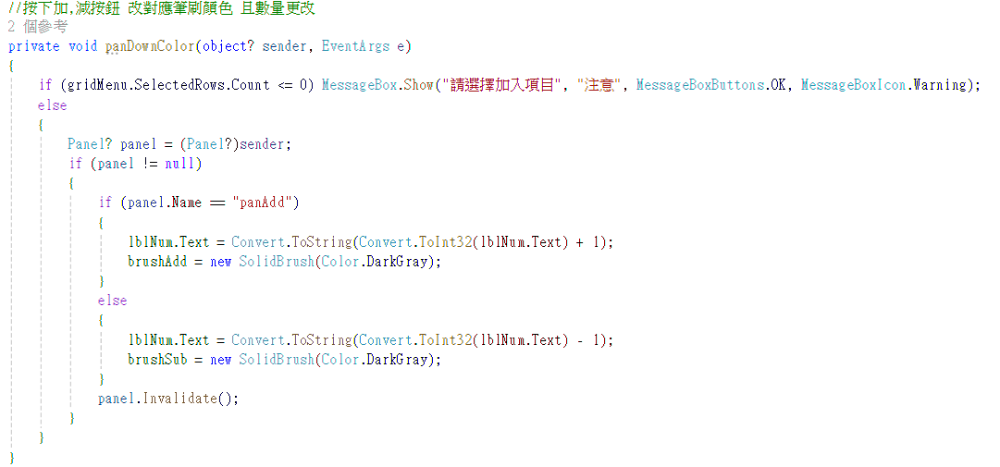 //按下加,減按鈕 改對應筆刷顏色 且數量更改
2 個參考
private void panDownColor(object? sender, EventArgs e)
{
if (gridMenu.SelectedRows.Count <= 0) MessageBox.Show("請選擇加入項目", "注意", MessageBoxButtons.OK, MessageBoxIcon.Warning);
else
{
Panel? panel = (Panel?)sender;
if (panel != null)
{
if (panel.Name == "panAdd")
{
lblNum.Text = Convert.ToString(Convert.ToInt32(lblNum.Text) + 1);
brushAdd = new SolidBrush(Color.DarkGray);
}
else
{
lblNum.Text = Convert.ToString(Convert.ToInt32(lblNum.Text) - 1);
brushSub = new SolidBrush(Color.DarkGray);
}
panel.Invalidate();
}
}
}